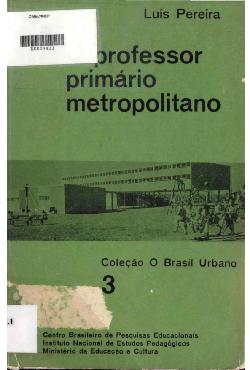 Luis Pereira
professor
primário
metropolitano
Coleção O Brasil Urbano
3
Centro Brasileiro de Pesquisas Educacionais
Instituto Nacional de Estudos Pedagógicos
Ministério da Educação e Cultura